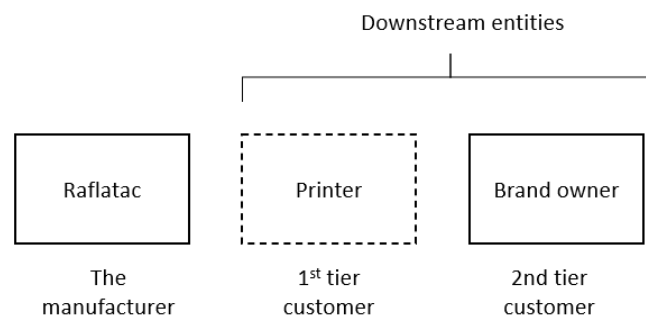 Downstream entities
Raflatac
Printer
Brand owner
The
manufacturer
1st tier
customer
2nd tier
customer